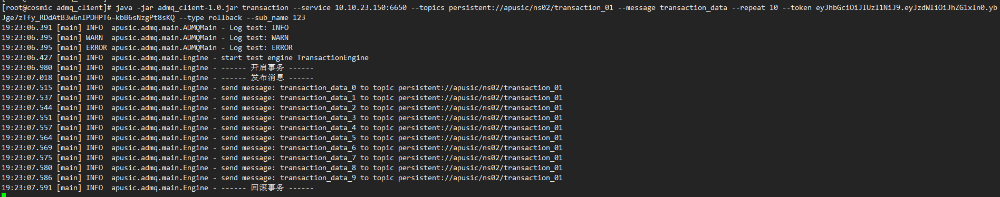 [root@cosmic admq_client]# java -jar admq_client-1.0.jar transaction --service 10.10.23.150:6650 --topics persistent://apusic/ns02/transaction_01 --message transaction_data --repeat 10 --token eyJhbGciOiJIUzI1NiJ9.eyJzdWIiOiJhZG1xIn0.yb
Jge7zTfy_RDdAtB3w6nIPDHPT6-kbB6sNzgPt8sKQ --type rollback --sub_name 123
19:23:06.391 [main] INFO  apusic.admq.main.ADMQMain - Log test: INFO
19:23:06.395 [main] WARN  apusic.admq.main.ADMQMain - Log test: WARN
19:23:06.395 [main] ERROR apusic.admq.main.ADMQMain - Log test: ERROR
19:23:06.427 [main] INFO  apusic.admq.main.Engine - start test engine TransactionEngine
19:23:06.980 [main] INFO  apusic.admq.main.Engine - ------ 开启事务 ------
19:23:07.018 [main] INFO  apusic.admq.main.Engine - ------ 发布消息 ------
19:23:07.515 [main] INFO  apusic.admq.main.Engine - send message: transaction_data_0 to topic persistent://apusic/ns02/transaction_01
19:23:07.537 [main] INFO  apusic.admq.main.Engine - send message: transaction_data_1 to topic persistent://apusic/ns02/transaction_01
19:23:07.544 [main] INFO  apusic.admq.main.Engine - send message: transaction_data_2 to topic persistent://apusic/ns02/transaction_01
19:23:07.551 [main] INFO  apusic.admq.main.Engine - send message: transaction_data_3 to topic persistent://apusic/ns02/transaction_01
19:23:07.557 [main] INFO  apusic.admq.main.Engine - send message: transaction_data_4 to topic persistent://apusic/ns02/transaction_01
19:23:07.564 [main] INFO  apusic.admq.main.Engine - send message: transaction_data_5 to topic persistent://apusic/ns02/transaction_01
19:23:07.569 [main] INFO  apusic.admq.main.Engine - send message: transaction_data_6 to topic persistent://apusic/ns02/transaction_01
19:23:07.575 [main] INFO  apusic.admq.main.Engine - send message: transaction_data_7 to topic persistent://apusic/ns02/transaction_01
19:23:07.580 [main] INFO  apusic.admq.main.Engine - send message: transaction_data_8 to topic persistent://apusic/ns02/transaction_01
19:23:07.586 [main] INFO  apusic.admq.main.Engine - send message: transaction_data_9 to topic persistent://apusic/ns02/transaction_01
19:23:07.591 [main] INFO  apusic.admq.main.Engine - ------ 回滚事务 ------